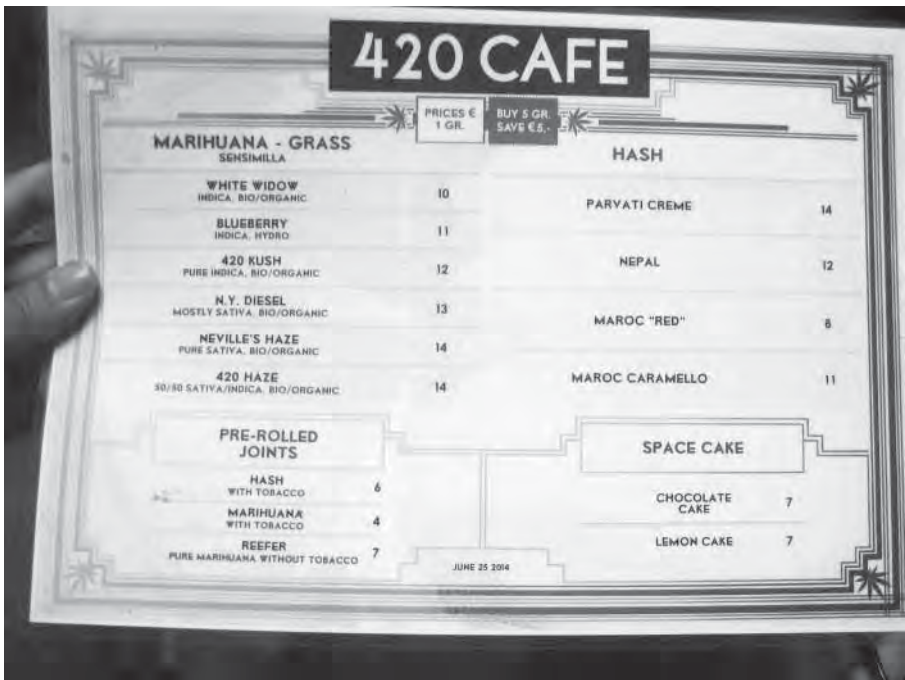 420 CAFE
PRICES €
1 GR.
BUY 5 GR.
SAVE €5,-
MARIHUANA - GRASS
SENSIMILLA
WHITE WIDOW 10
INDICA, BIO/ORGANIC
BLUEBERRY 11
INDICA, HYDRO
420 KUSH 12
PURE INDICA, BIO/ORGANIC
N.Y. DIESEL 13
MOSTLY SATIVA, BIO/ORGANIC
NEVILLE'S HAZE 14
PURE SATIVA, BIO/ORGANIC
420 HAZE 14
50/50 SATIVA/INDICA, BIO/ORGANIC
HASH
PARVATI CREME 14
NEPAL 12
MAROC "RED" 8
MAROC CARAMELLO 11
PRE-ROLLED
JOINTS
HASH 6
WITH TOBACCO
MARIHUANA 4
WITH TOBACCO
REEFER 7
PURE MARIHUANA WITHOUT TOBACCO
SPACE CAKE
CHOCOLATE
CAKE 7
LEMON CAKE 7
JUNE 25 2014